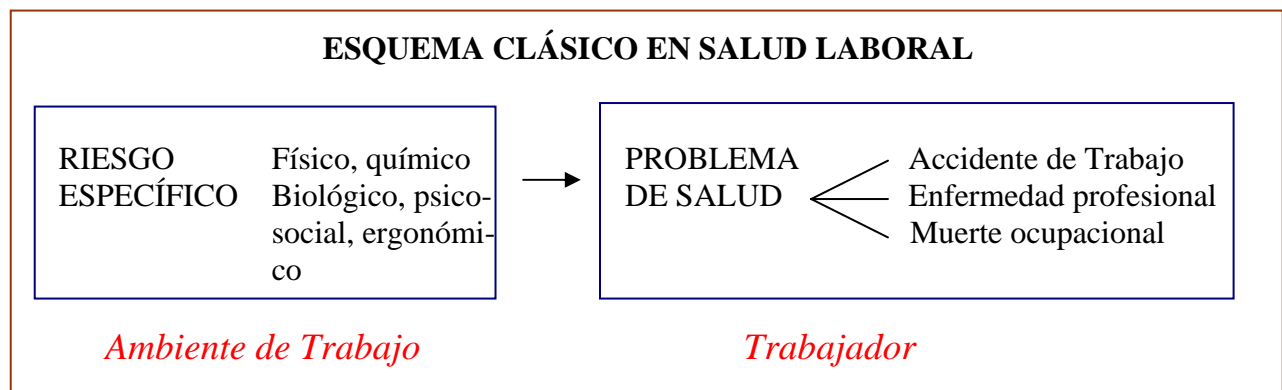 ESQUEMA CLÁSICO EN SALUD LABORAL
RIESGO
ESPECÍFICO
Físico, químico
Biológico, psico-
social, ergonómi-
co
PROBLEMA
DE SALUD
Accidente de Trabajo
Enfermedad profesional
Muerte ocupacional
Ambiente de Trabajo
Trabajador